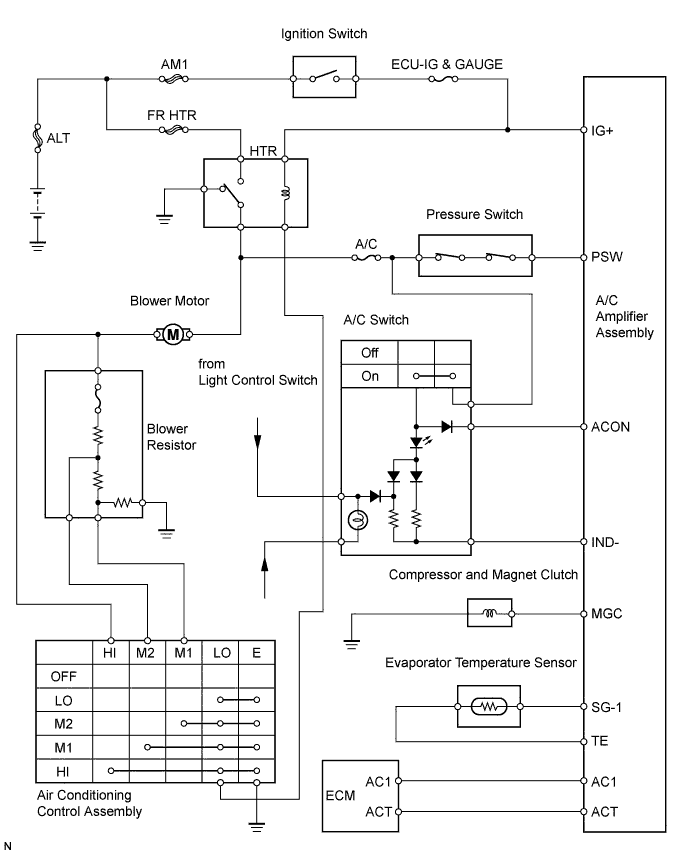 Ignition Switch
AM1
ECU-IG & GAUGE
FR HTR
ALT
HTR
IG+
Pressure Switch
A/C
PSW
Blower Motor
M
A/C Switch
A/C
Amplifier
Assembly
from
Light Control Switch
Off
On
Blower
Resistor
ACON
IND-
Compressor and Magnet Clutch
MGC
HI M2 M1 LO E
OFF
LO
M2
M1
HI
Evaporator Temperature Sensor
SG-1
TE
ECM
AC1
ACT
AC1
ACT
Air Conditioning
Control Assembly
N